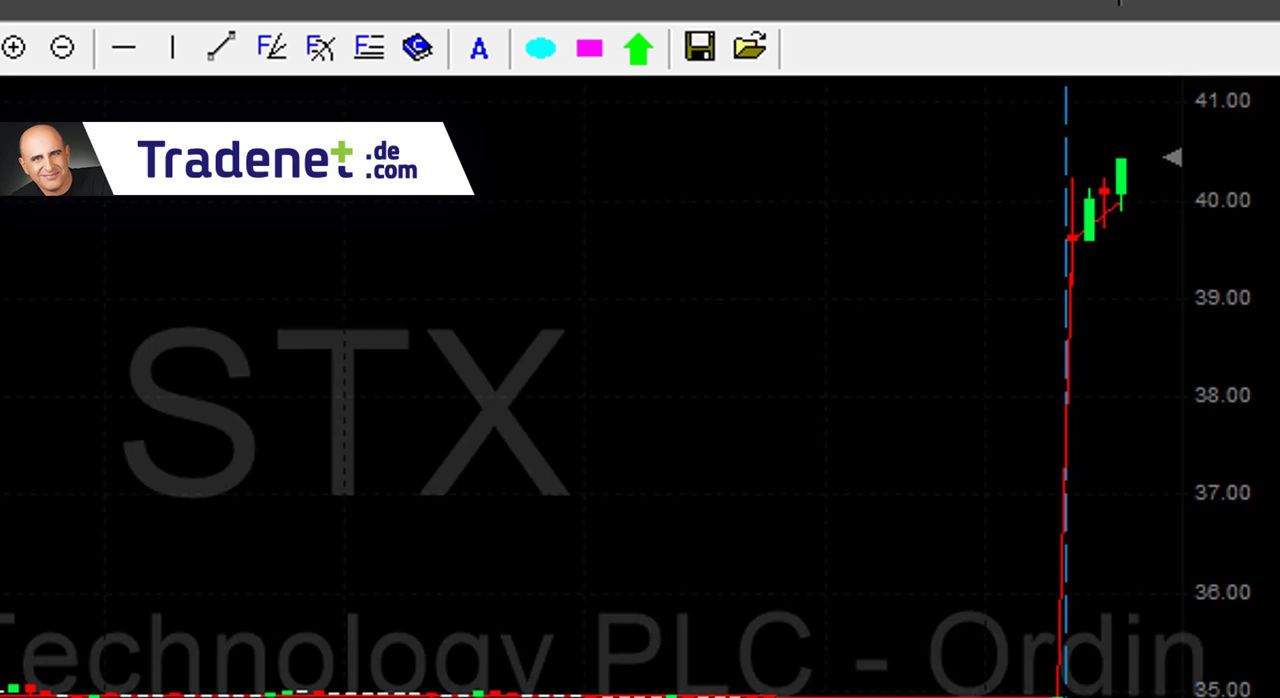 A
41.00
Tradenet .de
.com
40.00
39.00
STX
38.00
37.00
36.00
Technology PLC - Ordin
35.00